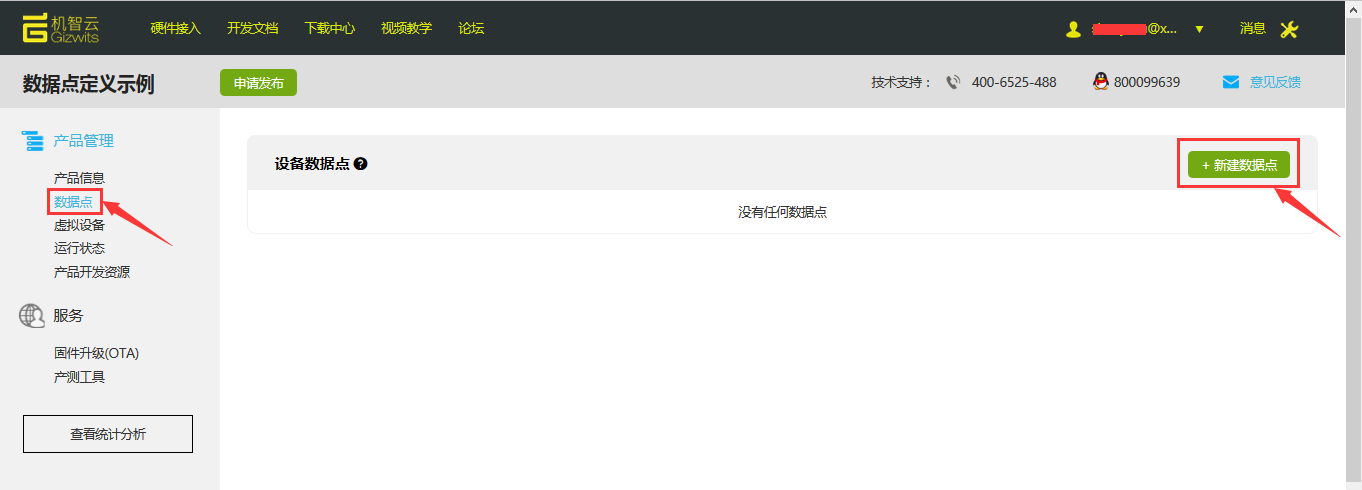 机智云
Gizwits
硬件接入 开发文档 下载中心 视频教学 论坛
@x... ▼ 消息
数据点定义示例 申请发布 技术支持： 400-6525-488 800099639 意见反馈
产品管理
产品信息
数据点
虚拟设备
运行状态
产品开发资源
服务
固件升级(OTA)
产测工具
查看统计分析
设备数据点 ?
+ 新建数据点
没有任何数据点